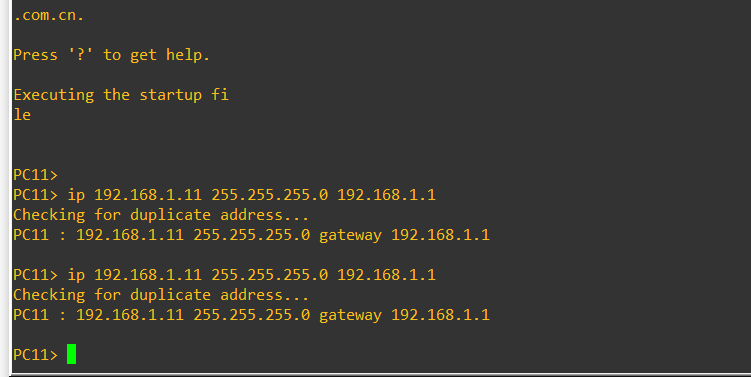 .com.cn.
Press '?' to get help.
Executing the startup fi
le
PC11>
PC11> ip 192.168.1.11 255.255.255.0 192.168.1.1
Checking for duplicate address...
PC11 : 192.168.1.11 255.255.255.0 gateway 192.168.1.1
PC11> ip 192.168.1.11 255.255.255.0 192.168.1.1
Checking for duplicate address...
PC11 : 192.168.1.11 255.255.255.0 gateway 192.168.1.1
PC11>